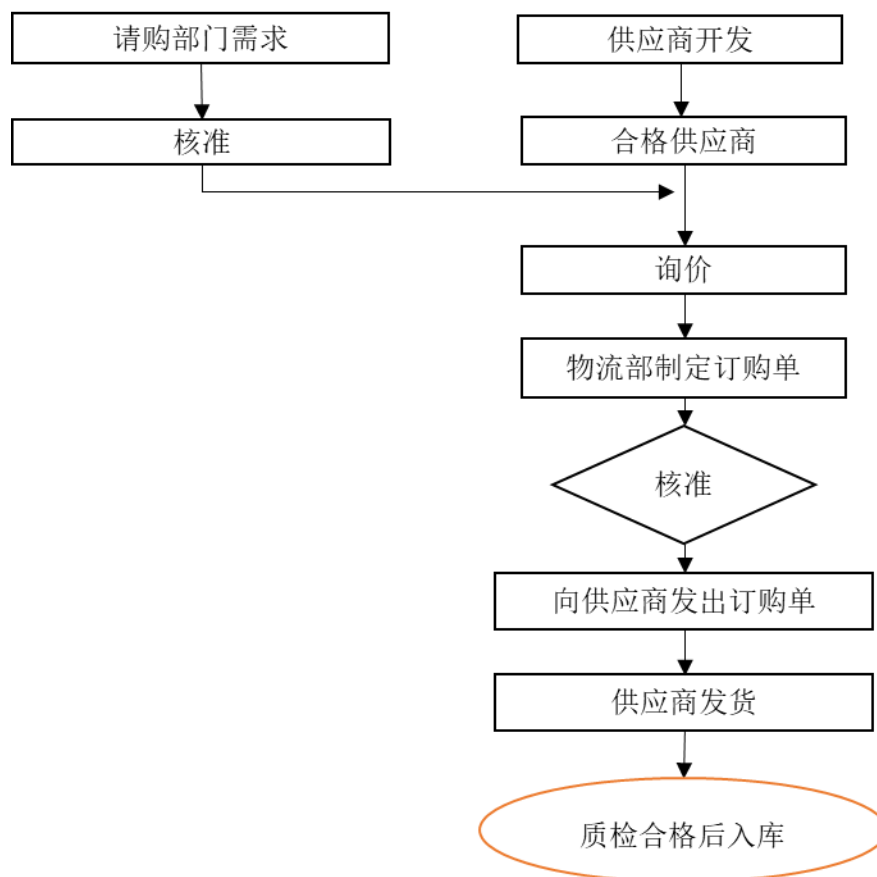 请购部门需求
供应商开发
核准
合格供应商
询价
物流部制定订购单
核准
向供应商发出订购单
供应商发货
质检合格后入库